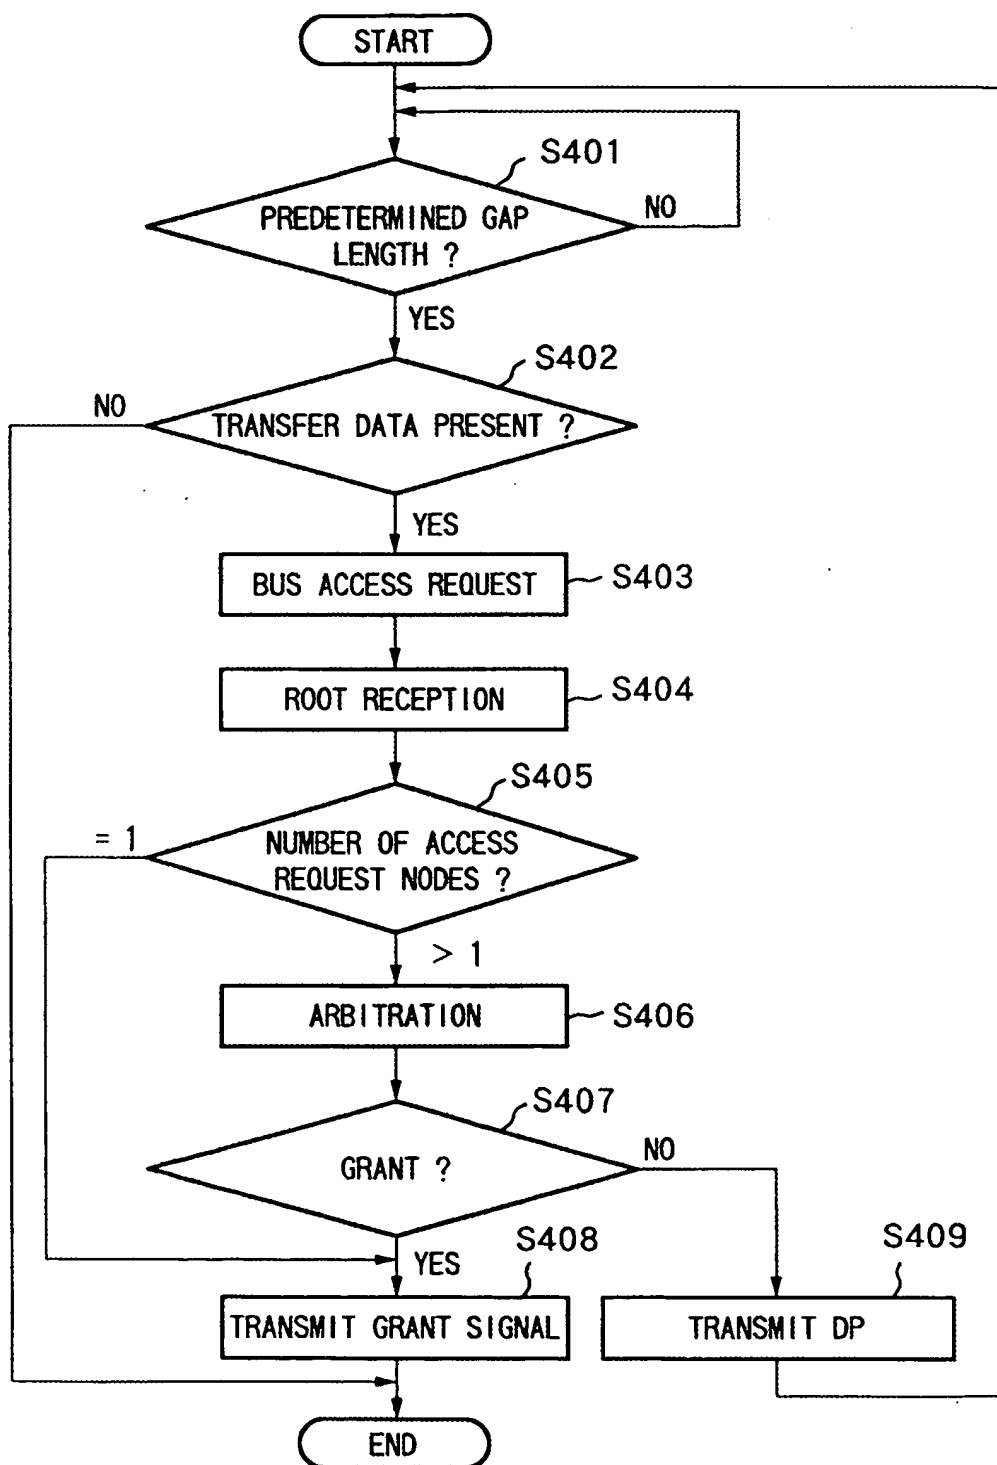 START
S401
PREDETERMINED GAP
LENGTH ?
NO
YES
S402
NO
TRANSFER DATA PRESENT ?
YES
BUS ACCESS REQUEST
S403
ROOT RECEPTION
S404
S405
= 1
NUMBER OF ACCESS
REQUEST NODES ?
> 1
ARBITRATION
S406
S407
GRANT ?
NO
YES
S408
S409
TRANSMIT GRANT SIGNAL
TRANSMIT DP
END